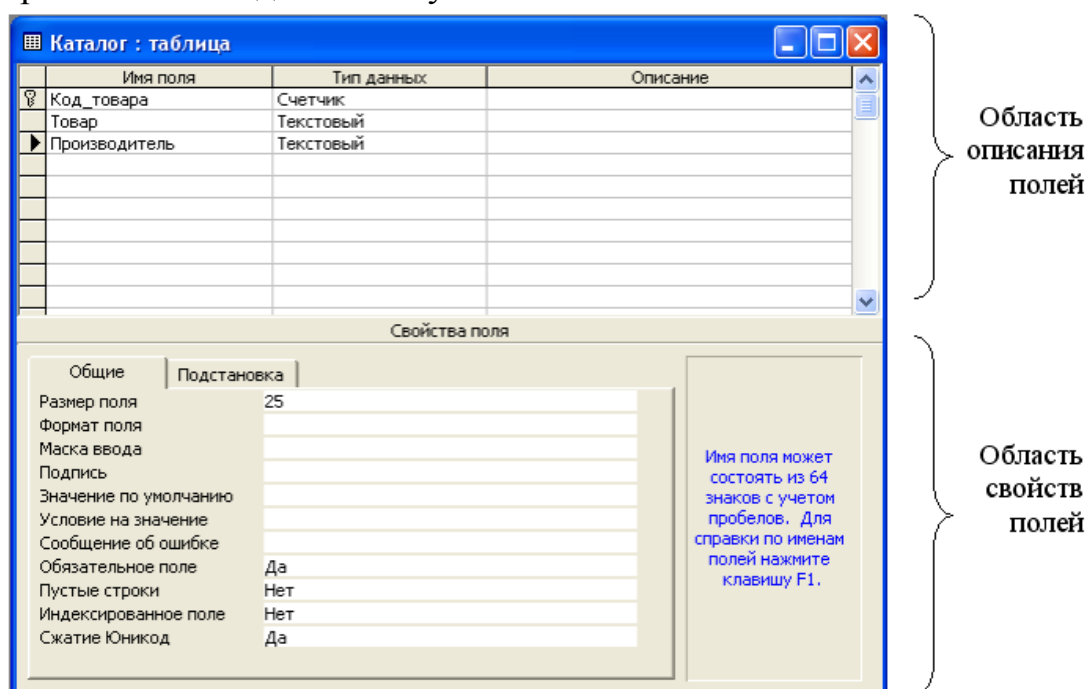 Каталог : таблица
Имя поля Тип данных Описание
Код_товара Счетчик
Товар Текстовый
Производитель Текстовый
Область
описания
полей
Свойства поля
Общие Подстановка
Размер поля 25
Формат поля
Маска ввода
Подпись
Значение по умолчанию
Условие на значение
Сообщение об ошибке
Обязательное поле Да
Пустые строки Нет
Индексированное поле Нет
Сжатие Юникод Да
Имя поля может
состоять из 64
знаков с учетом
пробелов. Для
справки по именам
полей нажмите
клавишу F1.
Область
свойств
полей